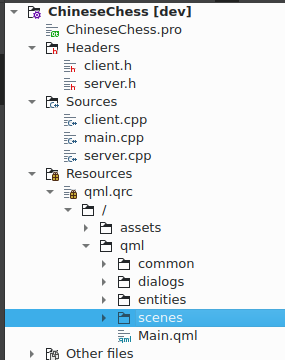 ChineseChess [dev]
ChineseChess.pro
Headers
client.h
server.h
Sources
client.cpp
main.cpp
server.cpp
Resources
qml.qrc
/
assets
qml
common
dialogs
entities
scenes
Main.qml
Other files